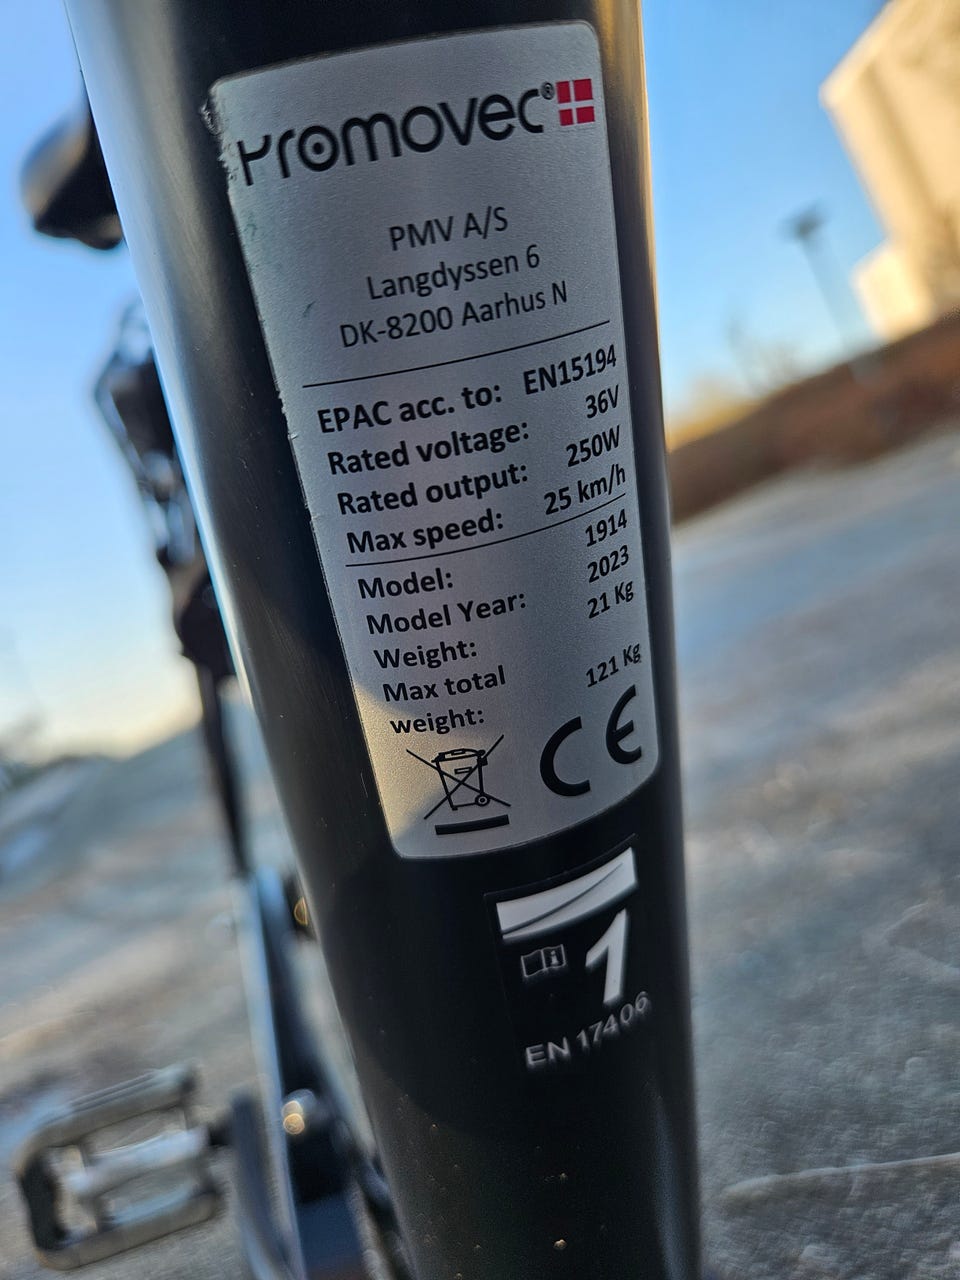 Promovec®
PMV A/S
Langdyssen 6
DK-8200 Aarhus N
EPAC acc. to: EN15194
Rated voltage: 36V
Rated output: 250W
Max speed: 25 km/h
Model: 1914
Model Year: 2023
Weight: 21 Kg
Max total
weight: 121 Kg
CE
i
1
EN 17406